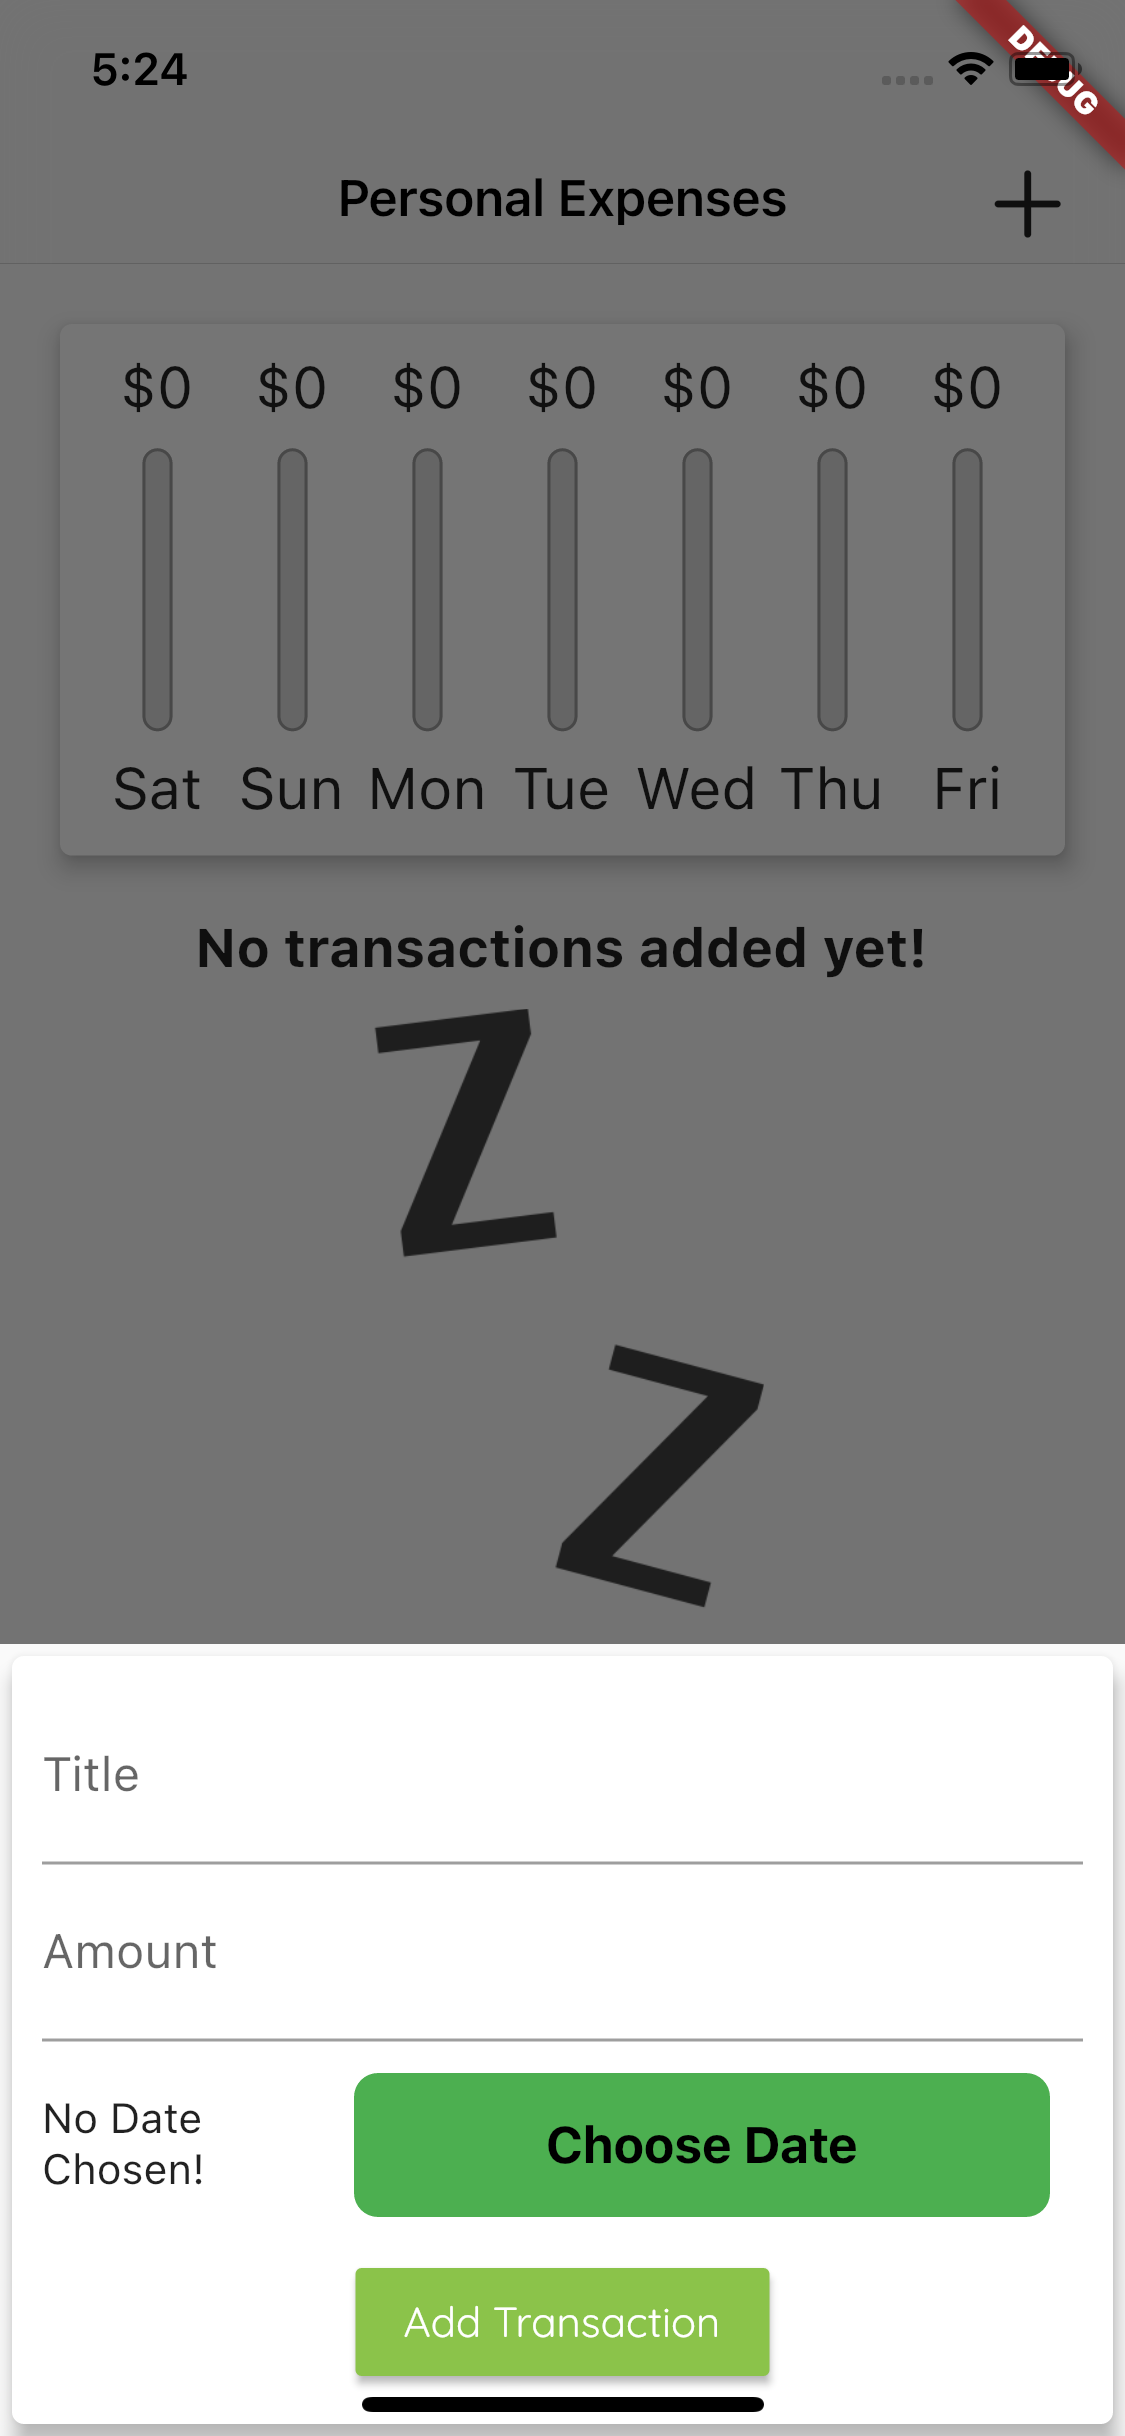 5:24
DEBUG
Personal Expenses
$0 $0 $0 $0 $0 $0 $0
Sat Sun Mon Tue Wed Thu Fri
No transactions added yet!
Z
Z
Title
Amount
No Date
Chosen!
Choose Date
Add Transaction